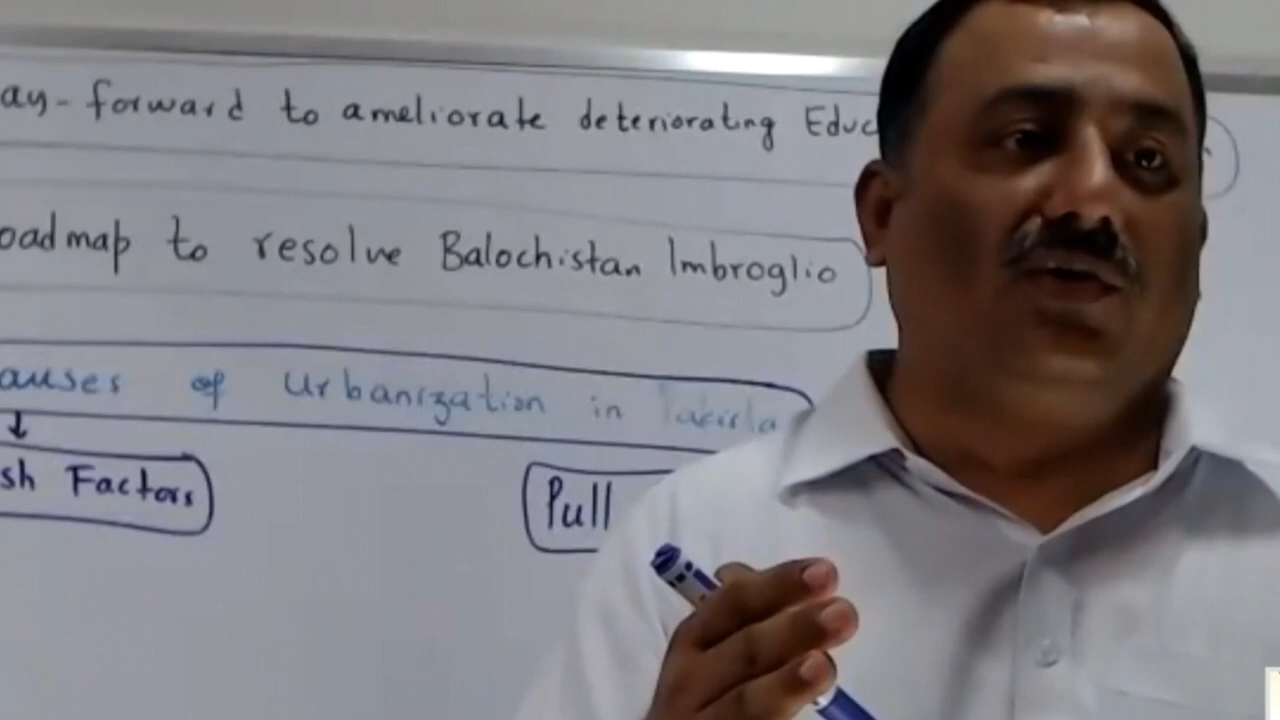 ay-forward to ameliorate deteriorating Educ
oadmap to resolve Balochistan Imbroglio
auses of Urbanization in
sh Factors
Pull